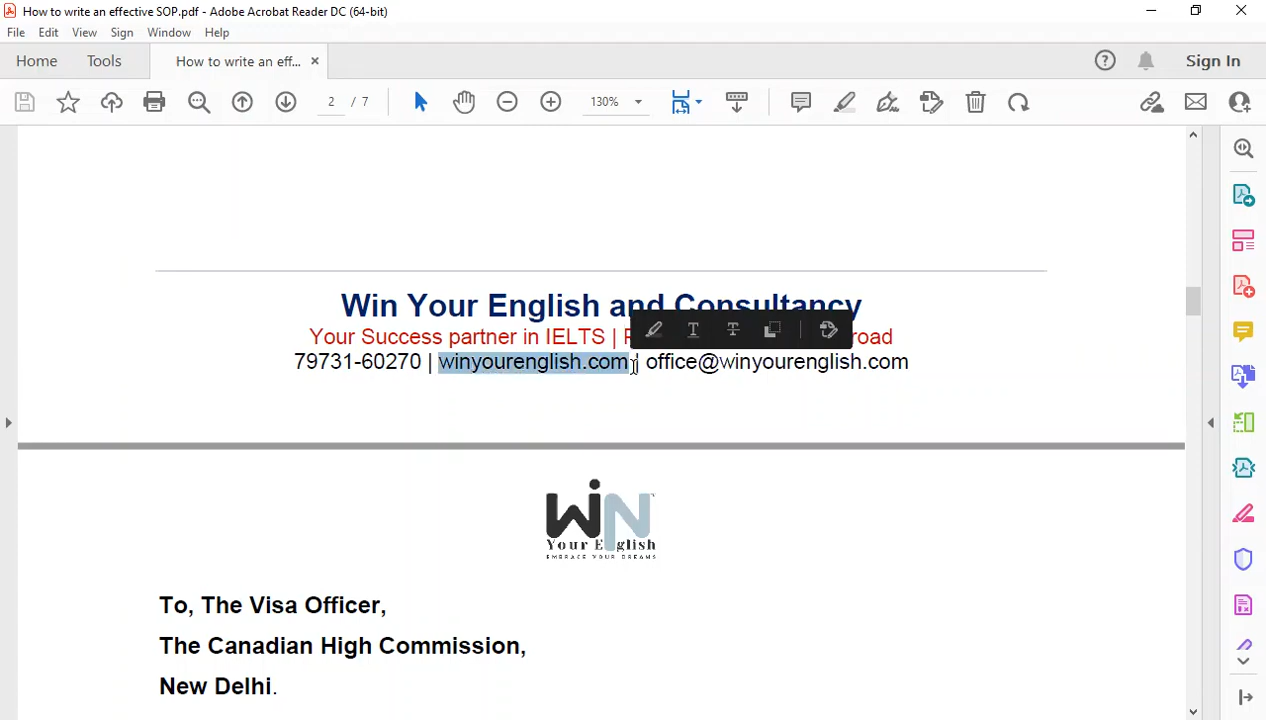 How to write an effective SOP.pdf - Adobe Acrobat Reader DC (64-bit)
File Edit View Sign Window Help
Home Tools How to write an eff... × Sign In
2 / 7 130%
Win Your English and Consultancy
Your Success partner in IELTS | road
79731-60270 | winyourenglish.com | office@winyourenglish.com
WiN
Your English
EMBRACE YOUR DREAMS
To, The Visa Officer,
The Canadian High Commission,
New Delhi.